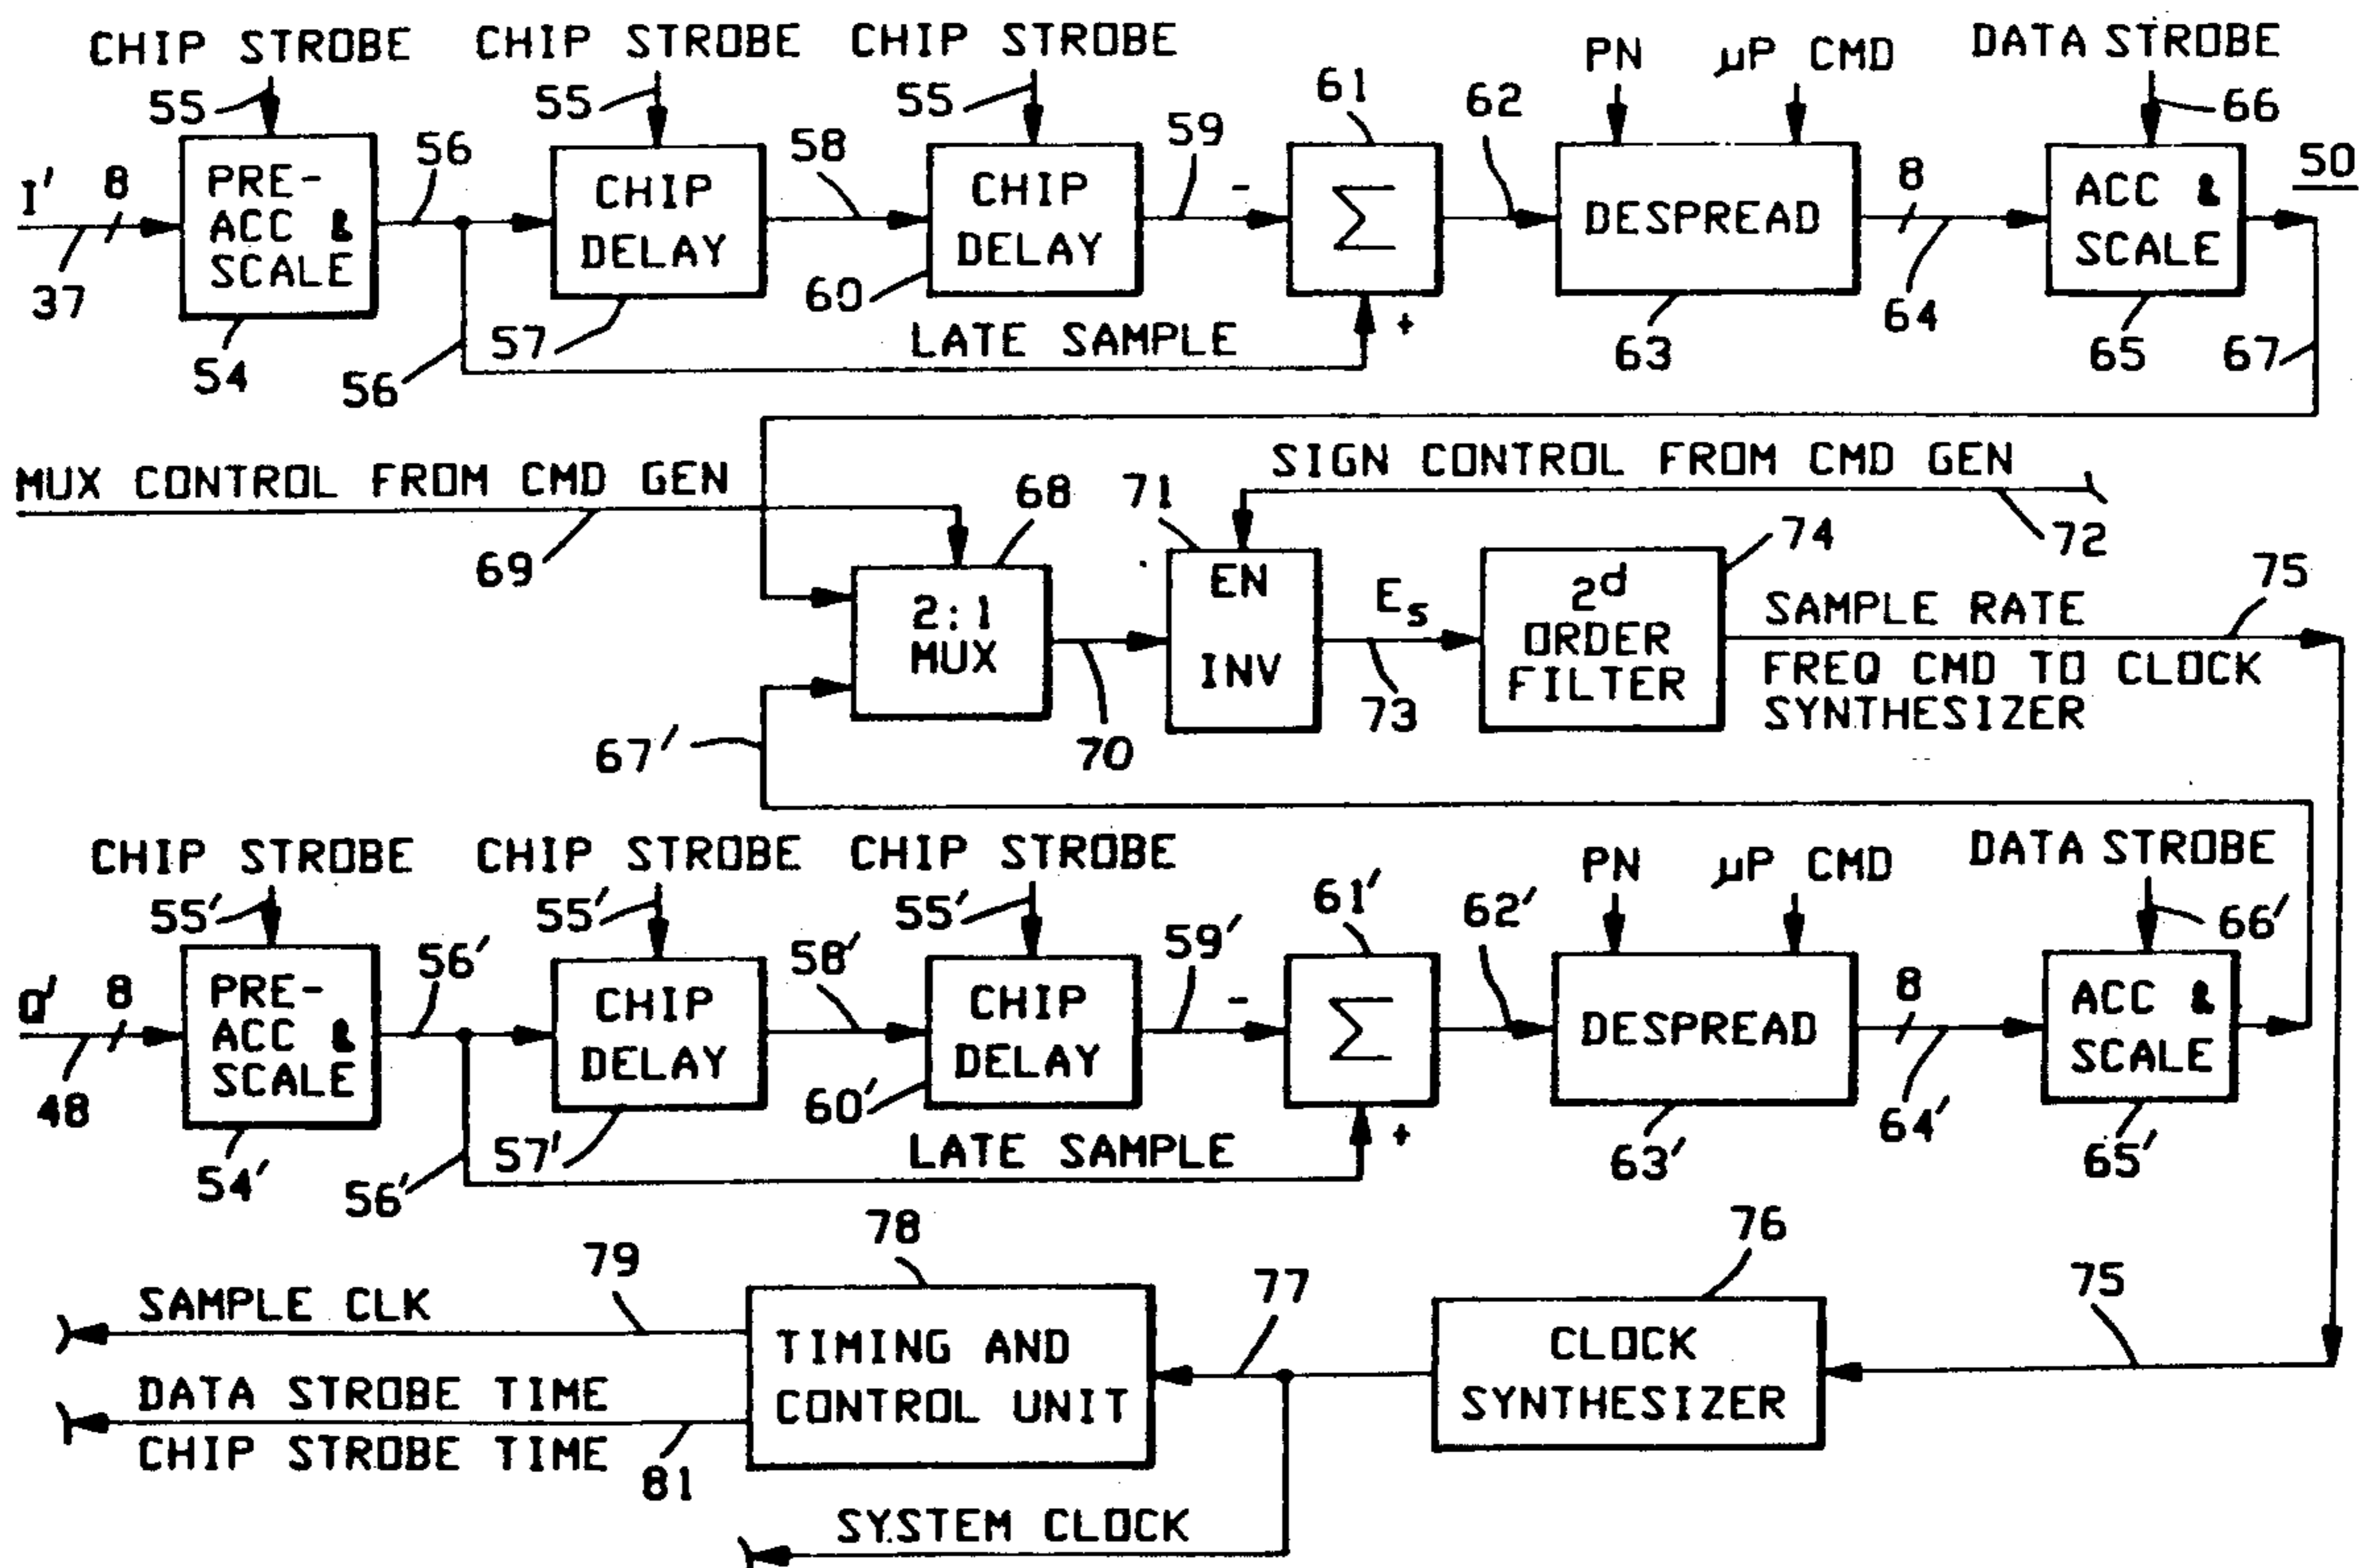 CHIP STROBE CHIP STROBE CHIP STROBE PN µP CMD DATA STROBE
55 55 55 61 62 66
I' 8 PRE-ACC & SCALE 56 CHIP DELAY 58 CHIP DELAY 59 - Σ DESPREAD 8 ACC & SCALE 50
37 54 56 57 60 LATE SAMPLE + 63 64 65 67
MUX CONTROL FROM CMD GEN 68 71 SIGN CONTROL FROM CMD GEN
69 72 74 75
2:1 MUX EN INV E_s 2d ORDER FILTER SAMPLE RATE
FREQ CMD TO CLOCK
SYNTHESIZER
67' 70 73
CHIP STROBE CHIP STROBE CHIP STROBE PN µP CMD DATA STROBE
55' 55' 55' 61' 62' 66'
Q' 8 PRE-ACC & SCALE 56' CHIP DELAY 58' CHIP DELAY 59' - Σ DESPREAD 8 ACC & SCALE
48 54' 56' 57' 60' LATE SAMPLE + 63' 64' 65'
79 78 77 76 75
SAMPLE CLK
TIMING AND CONTROL UNIT
CLOCK SYNTHESIZER
DATA STROBE TIME
CHIP STROBE TIME
81
SYSTEM CLOCK